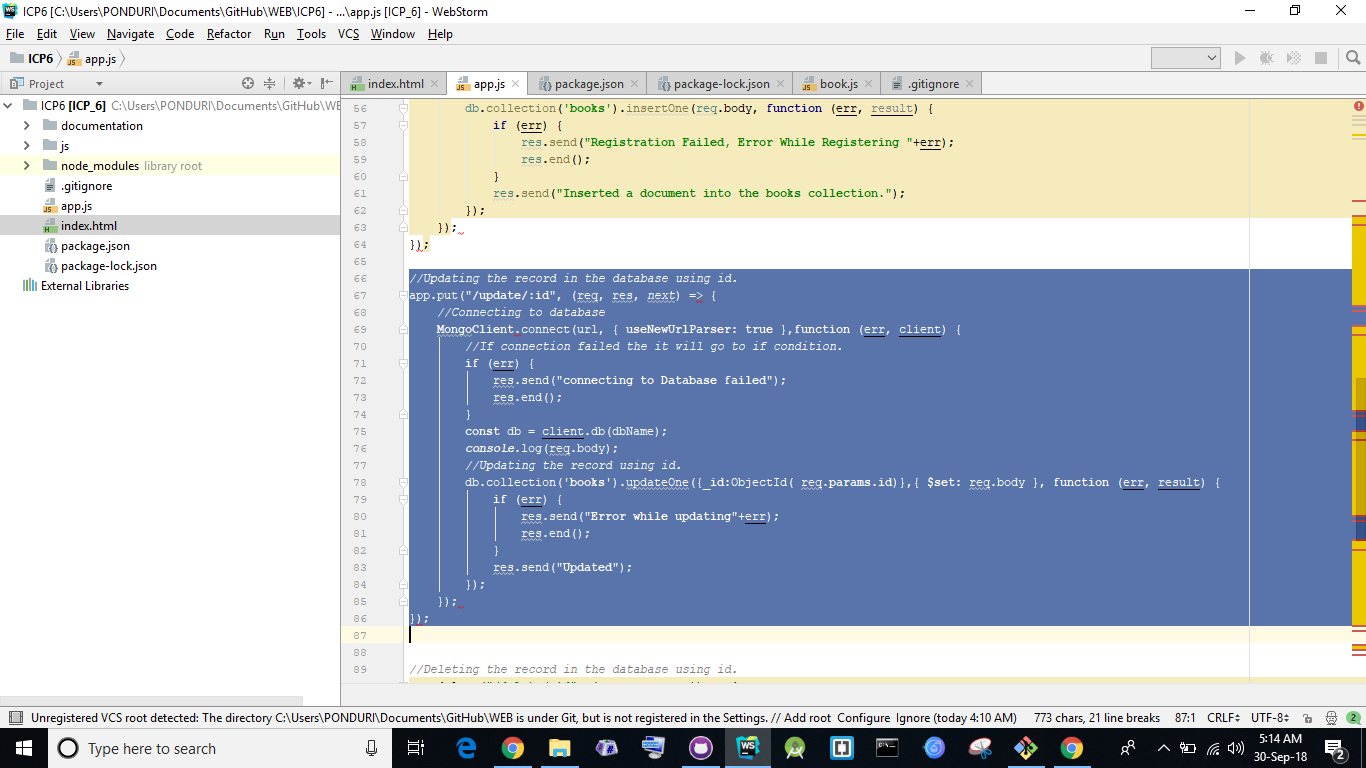 ICP6 [C:\Users\PONDURI\Documents\GitHub\WEB\ICP6] - ...\app.js [ICP_6] - WebStorm
File Edit View Navigate Code Refactor Run Tools VCS Window Help
ICP6 app.js
Project
index.html app.js package.json package-lock.json book.js .gitignore
ICP6 [ICP_6] C:\Users\PONDURI\Documents\GitHub\WE
documentation
js
node_modules library root
.gitignore
app.js
index.html
package.json
package-lock.json
External Libraries
56 db.collection('books').insertOne(req.body, function (err, result) {
57 if (err) {
58 res.send("Registration Failed, Error While Registering "+err);
59 res.end();
60 }
61 res.send("Inserted a document into the books collection.");
62 });
63 });
64 });
65
66 //Updating the record in the database using id.
67 app.put("/update/:id", (req, res, next) => {
68 //Connecting to database
69 MongoClient.connect(url, { useNewUrlParser: true },function (err, client) {
70 //If connection failed the it will go to if condition.
71 if (err) {
72 res.send("connecting to Database failed");
73 res.end();
74 }
75 const db = client.db(dbName);
76 console.log(req.body);
77 //Updating the record using id.
78 db.collection('books').updateOne({_id:ObjectId( req.params.id)},{ $set: req.body }, function (err, result) {
79 if (err) {
80 res.send("Error while updating"+err);
81 res.end();
82 }
83 res.send("Updated");
84 });
85 });
86 });
87
88
89 //Deleting the record in the database using id.
Unregistered VCS root detected: The directory C:\Users\PONDURI\Documents\GitHub\WEB is under Git, but is not registered in the Settings. // Add root Configure Ignore (today 4:10 AM) 773 chars, 21 line breaks 87:1 CRLF UTF-8 2
Type here to search
5:14 AM
30-Sep-18
2